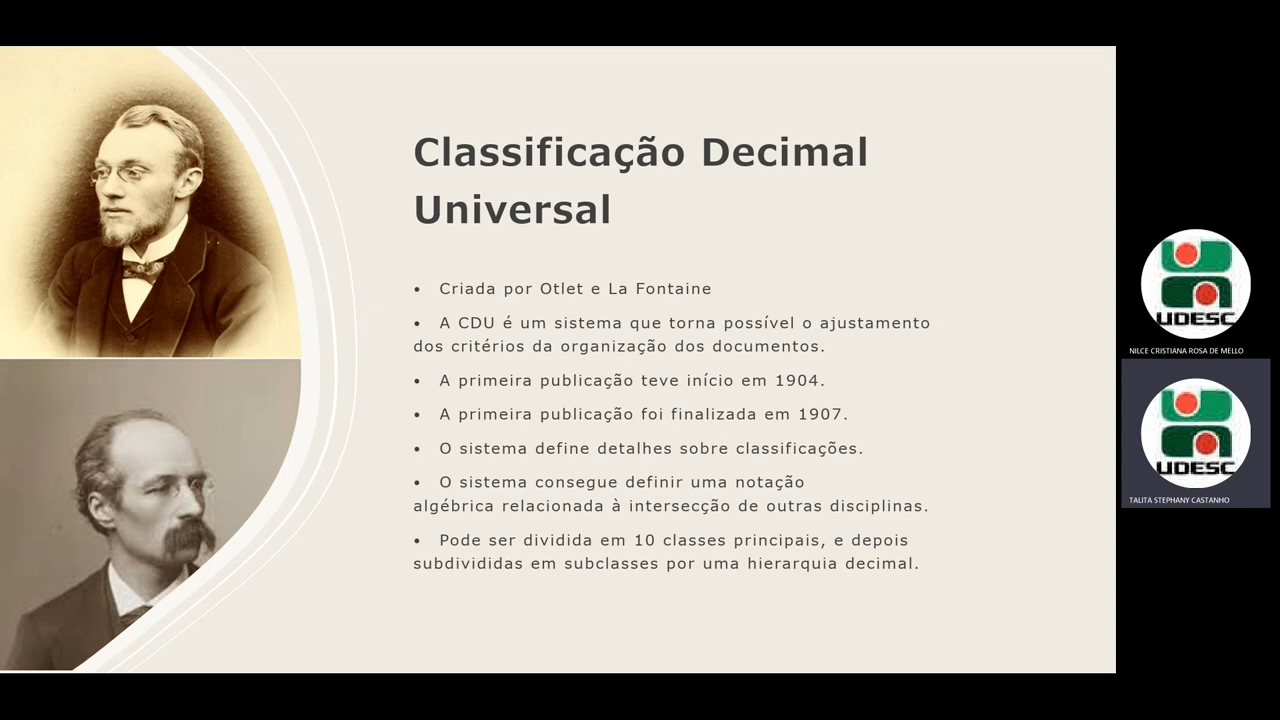 Classificação Decimal
Universal
• Criada por Otlet e La Fontaine
• A CDU é um sistema que torna possível o ajustamento
dos critérios da organização dos documentos.
• A primeira publicação teve início em 1904.
• A primeira publicação foi finalizada em 1907.
• O sistema define detalhes sobre classificações.
• O sistema consegue definir uma notação
algébrica relacionada à intersecção de outras disciplinas.
• Pode ser dividida em 10 classes principais, e depois
subdivididas em subclasses por uma hierarquia decimal.
UDESC
NILCE CRISTIANA ROSA DE MELLO
UDESC
TALITA STEPHANY CASTANHO